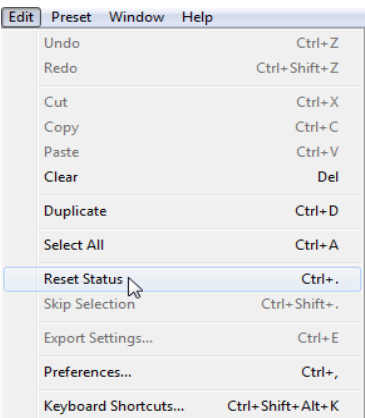 Edit Preset Window Help
Undo Ctrl+Z
Redo Ctrl+Shift+Z
Cut Ctrl+X
Copy Ctrl+C
Paste Ctrl+V
Clear Del
Duplicate Ctrl+D
Select All Ctrl+A
Reset Status Ctrl+.
Skip Selection Ctrl+Shift+.
Export Settings... Ctrl+E
Preferences... Ctrl+,
Keyboard Shortcuts... Ctrl+Shift+Alt+K